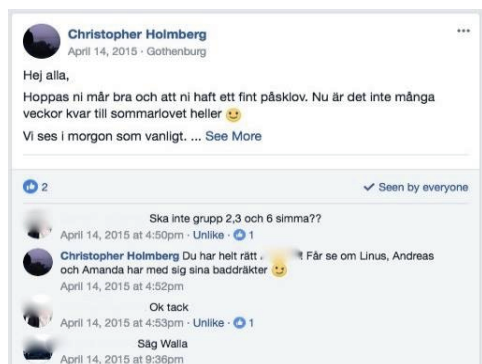 Christopher Holmberg
April 14, 2015 · Gothenburg
Hej alla,
Hoppas ni mår bra och att ni haft ett fint påsklov. Nu är det inte många
veckor kvar till sommarlovet heller
Vi ses i morgon som vanligt. ... See More
2
Seen by everyone
Ska inte grupp 2,3 och 6 simma??
April 14, 2015 at 4:50pm · Unlike · 1
Christopher Holmberg Du har helt rätt ! Får se om Linus, Andreas
och Amanda har med sig sina baddräkter
April 14, 2015 at 4:52pm
Ok tack
April 14, 2015 at 4:53pm · Unlike · 1
Säg Walla
April 14, 2015 at 9:36pm